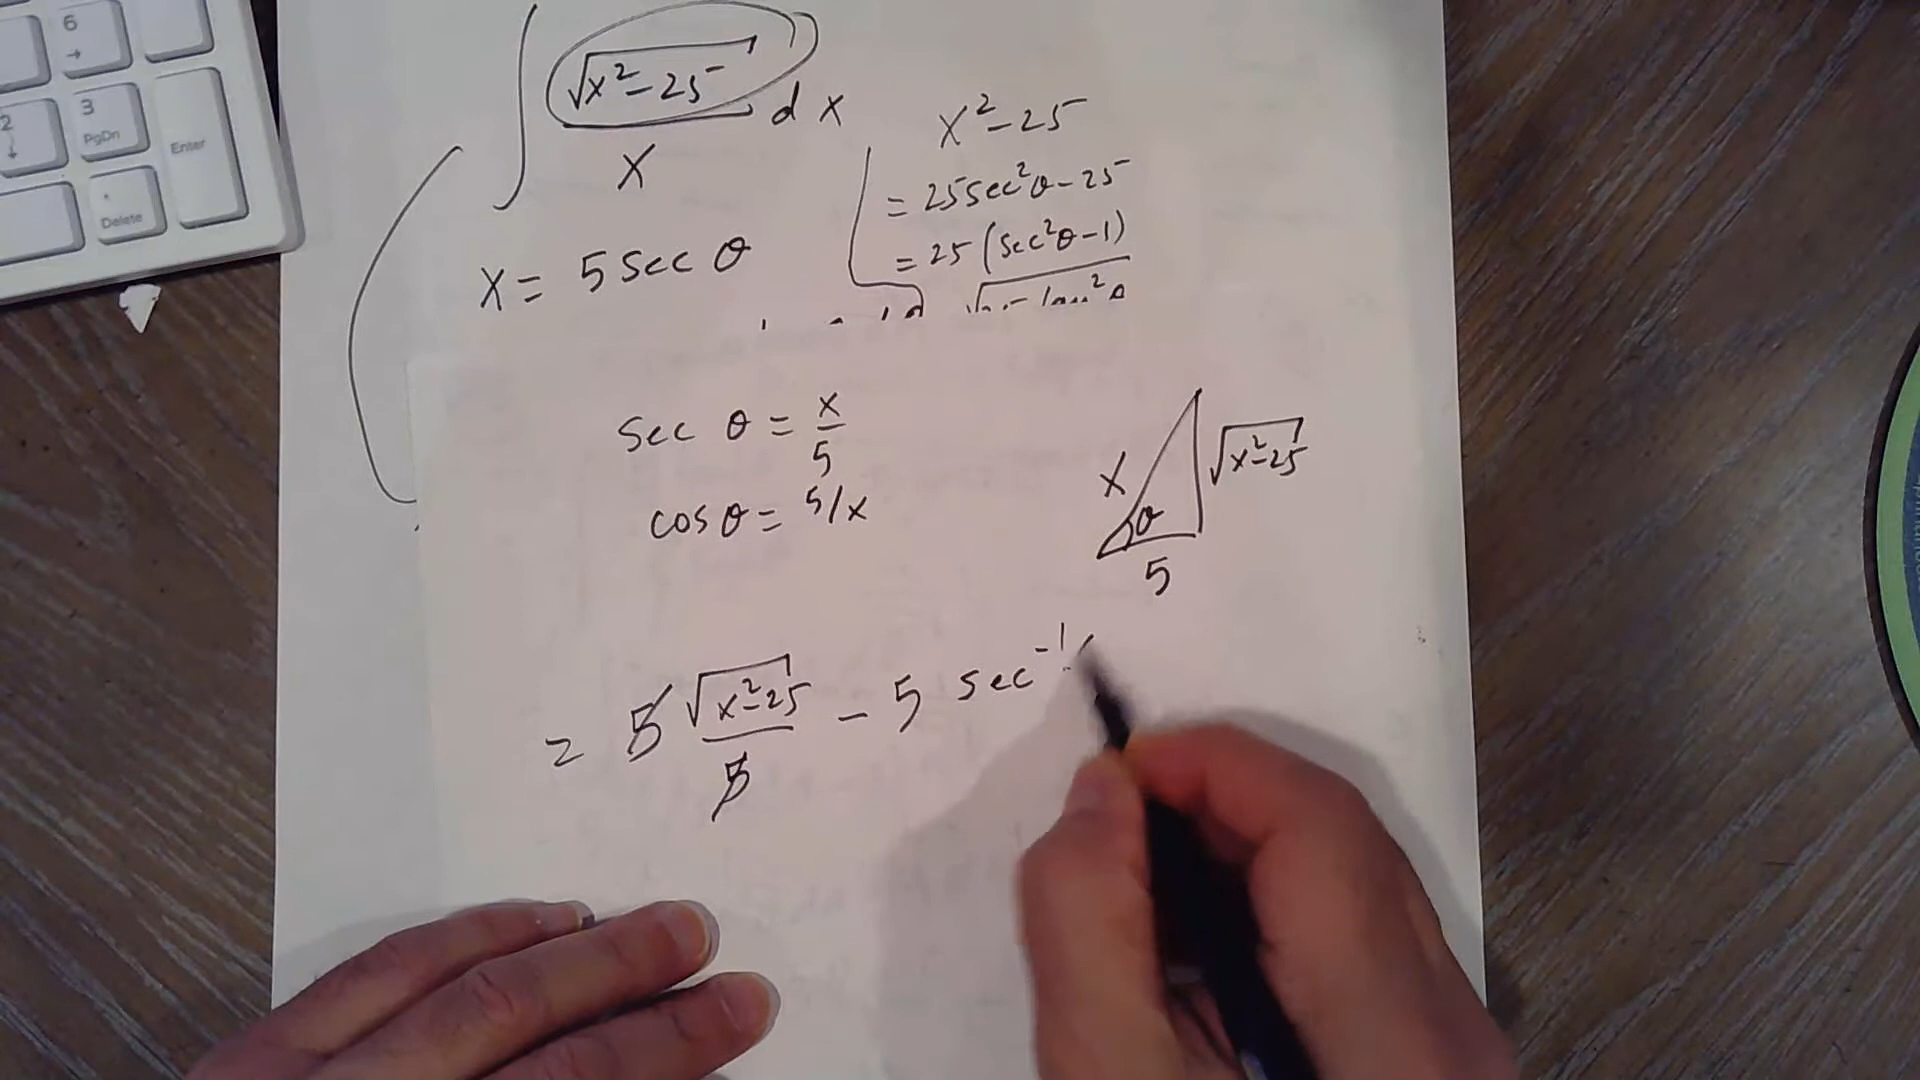 6
→
2
↓
3
PgDn
Enter
.
Delete
∫ √(x²-25) / x dx
x²-25
= 25sec²θ-25
= 25(sec²θ-1)
x = 5 sec θ
sec θ = x/5
cos θ = 5/x
x
θ
√(x²-25)
5
= 5 √(x²-25)/5 - 5 sec⁻¹(